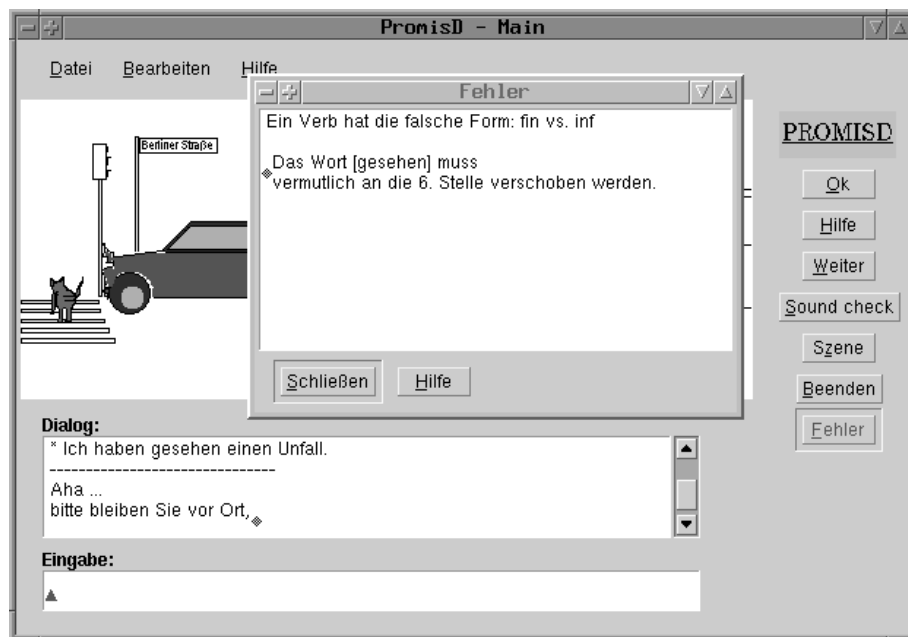 PromisD - Main
Datei Bearbeiten Hilfe
Berliner Straße
Fehler
Ein Verb hat die falsche Form: fin vs. inf
Das Wort [gesehen] muss
vermutlich an die 6. Stelle verschoben werden.
Schließen Hilfe
PROMISD
Ok
Hilfe
Weiter
Sound check
Szene
Beenden
Fehler
Dialog:
* Ich haben gesehen einen Unfall.
-------------------------------
Aha ...
bitte bleiben Sie vor Ort,
Eingabe: